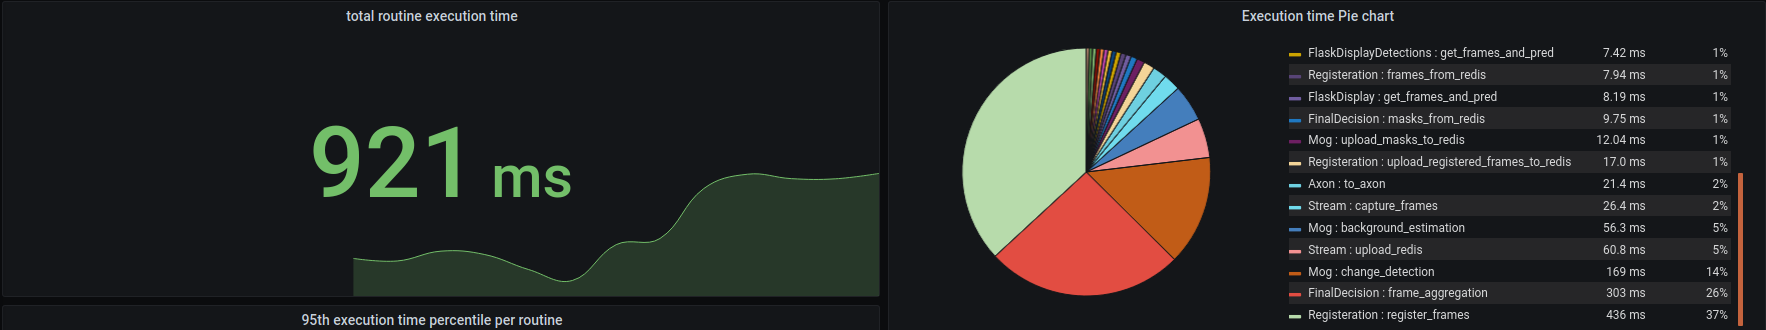 total routine execution time
921 ms
95th execution time percentile per routine
Execution time Pie chart
FlaskDisplayDetections : get_frames_and_pred 7.42 ms 1%
Registeration : frames_from_redis 7.94 ms 1%
FlaskDisplay : get_frames_and_pred 8.19 ms 1%
FinalDecision : masks_from_redis 9.75 ms 1%
Mog : upload_masks_to_redis 12.04 ms 1%
Registeration : upload_registered_frames_to_redis 17.0 ms 1%
Axon : to_axon 21.4 ms 2%
Stream : capture_frames 26.4 ms 2%
Mog : background_estimation 56.3 ms 5%
Stream : upload_redis 60.8 ms 5%
Mog : change_detection 169 ms 14%
FinalDecision : frame_aggregation 303 ms 26%
Registeration : register_frames 436 ms 37%